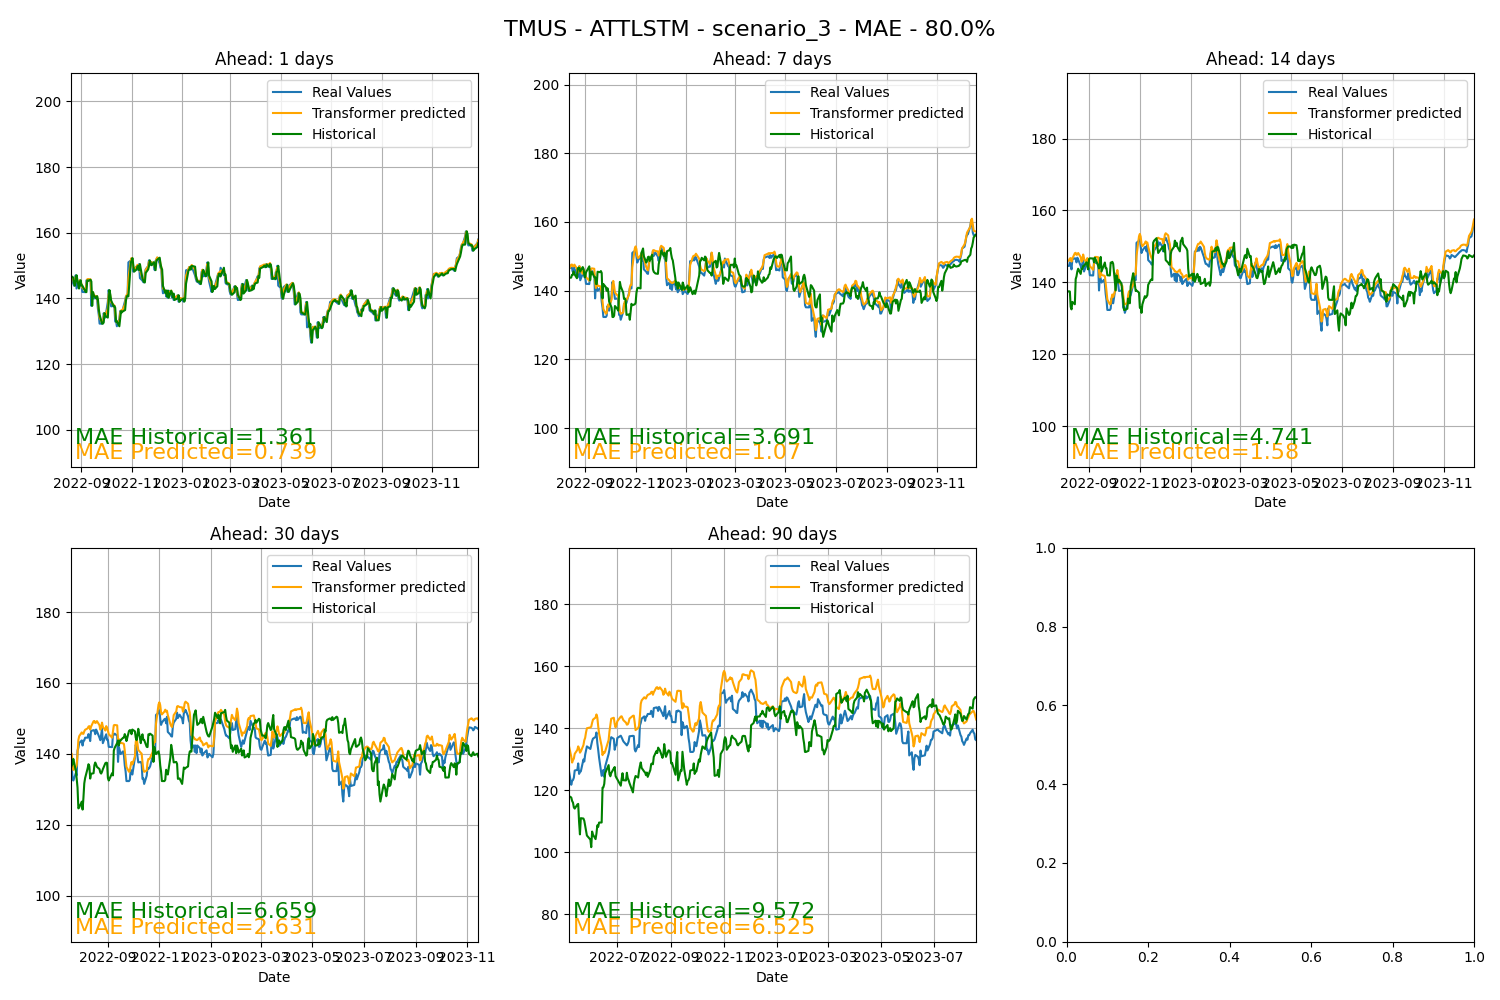 TMUS - ATTLSTM - scenario_3 - MAE - 80.0%
Ahead: 1 days
Value
200
180
160
140
120
100
Real Values
Transformer predicted
Historical
MAE Historical=1.361
MAE Predicted=0.739
2022-09 2022-11 2023-01 2023-03 2023-05 2023-07 2023-09 2023-11
Date
Ahead: 7 days
Value
200
180
160
140
120
100
Real Values
Transformer predicted
Historical
MAE Historical=3.691
MAE Predicted=1.07
2022-09 2022-11 2023-01 2023-03 2023-05 2023-07 2023-09 2023-11
Date
Ahead: 14 days
Value
180
160
140
120
100
Real Values
Transformer predicted
Historical
MAE Historical=4.741
MAE Predicted=1.58
2022-09 2022-11 2023-01 2023-03 2023-05 2023-07 2023-09 2023-11
Date
Ahead: 30 days
Value
180
160
140
120
100
Real Values
Transformer predicted
Historical
MAE Historical=6.659
MAE Predicted=2.631
2022-09 2022-11 2023-01 2023-03 2023-05 2023-07 2023-09 2023-11
Date
Ahead: 90 days
Value
180
160
140
120
100
80
Real Values
Transformer predicted
Historical
MAE Historical=9.572
MAE Predicted=6.525
2022-07 2022-09 2022-11 2023-01 2023-03 2023-05 2023-07
Date
1.0
0.8
0.6
0.4
0.2
0.0
0.0 0.2 0.4 0.6 0.8 1.0